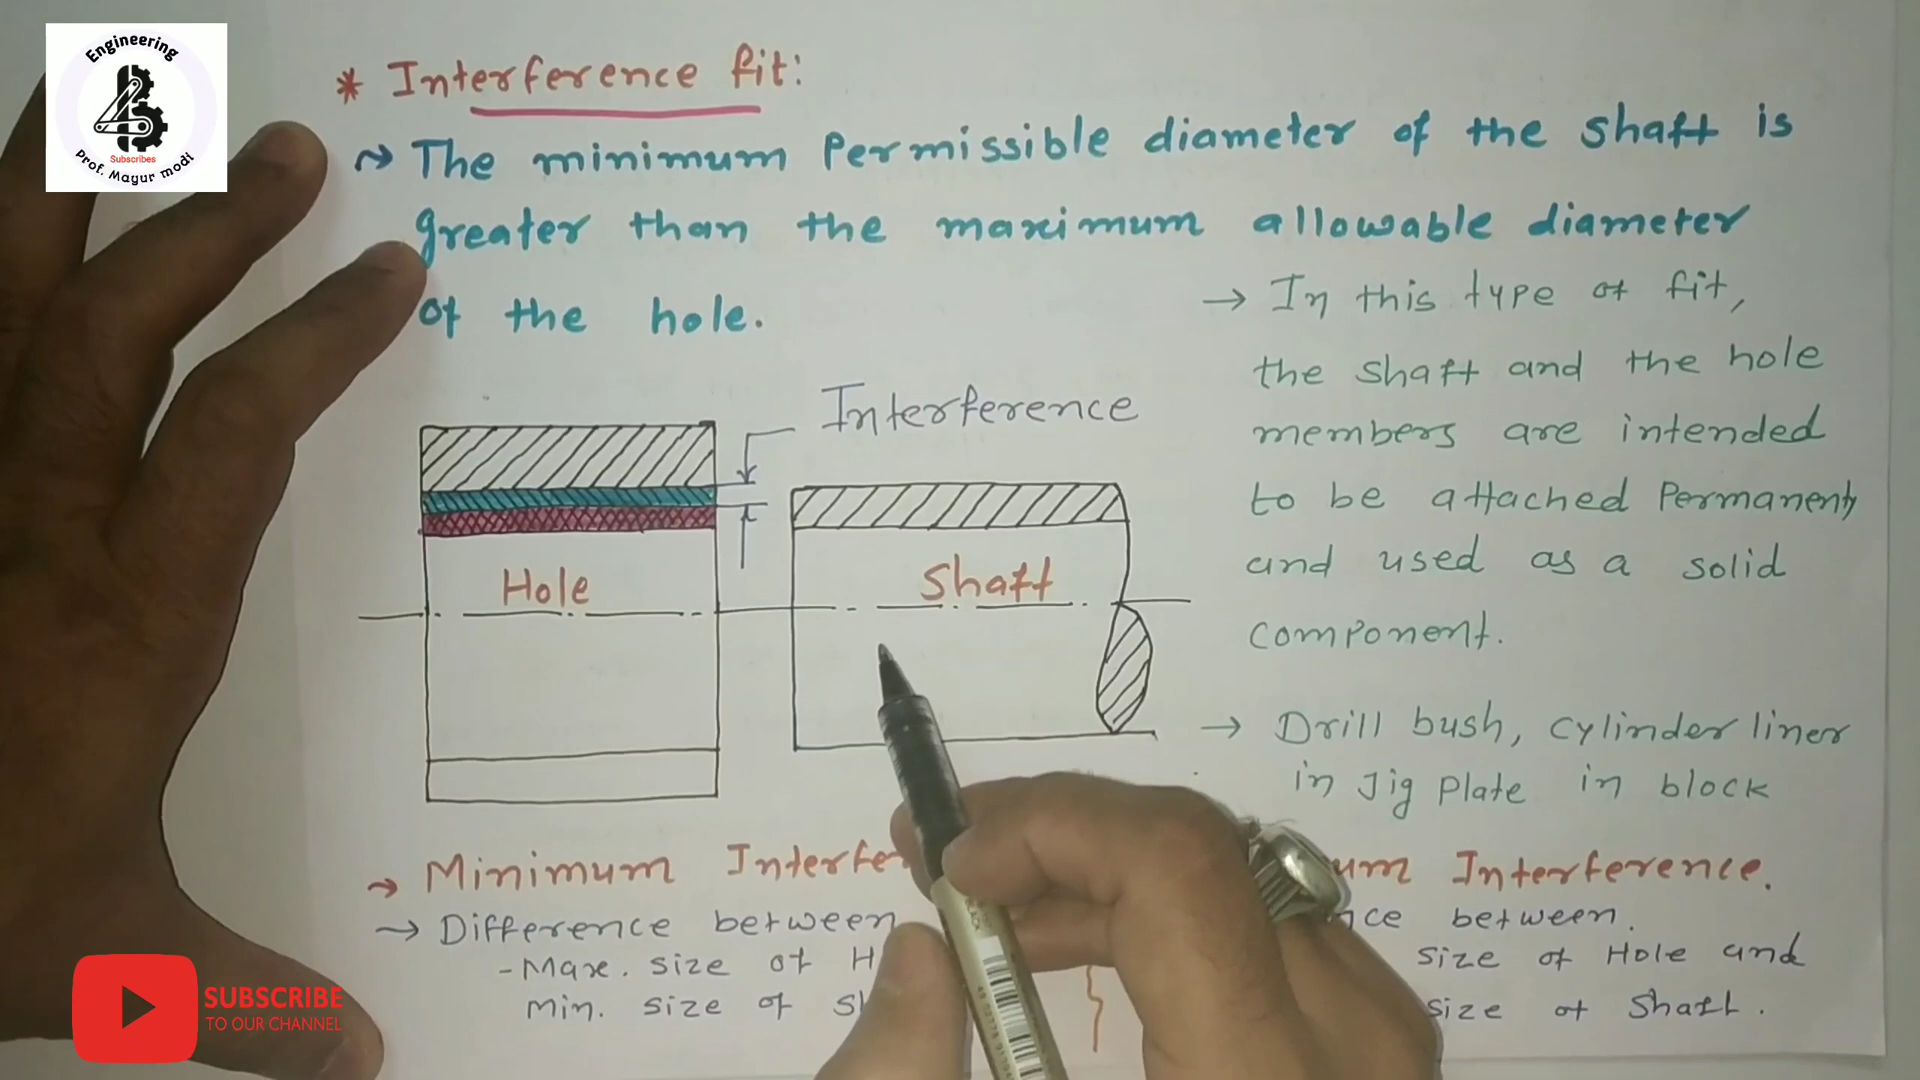 Engineering
Subscribes
Prof. Mayur modi
* Interference fit:
The minimum Permissible diameter of the shaft is
greater than the maximum allowable diameter
of the hole.
→ In this type of fit,
the shaft and the hole
members are intended
to be attached Permanenty
and used as a solid
component.
Interference
Hole
Shaft
→ Drill bush, cylinder liner
in Jig Plate in block
→ Minimum
→ Difference between
- Max. size of
Min. size of
Interference.
between.
size of Hole and
size of Shaft.
SUBSCRIBE
TO OUR CHANNEL